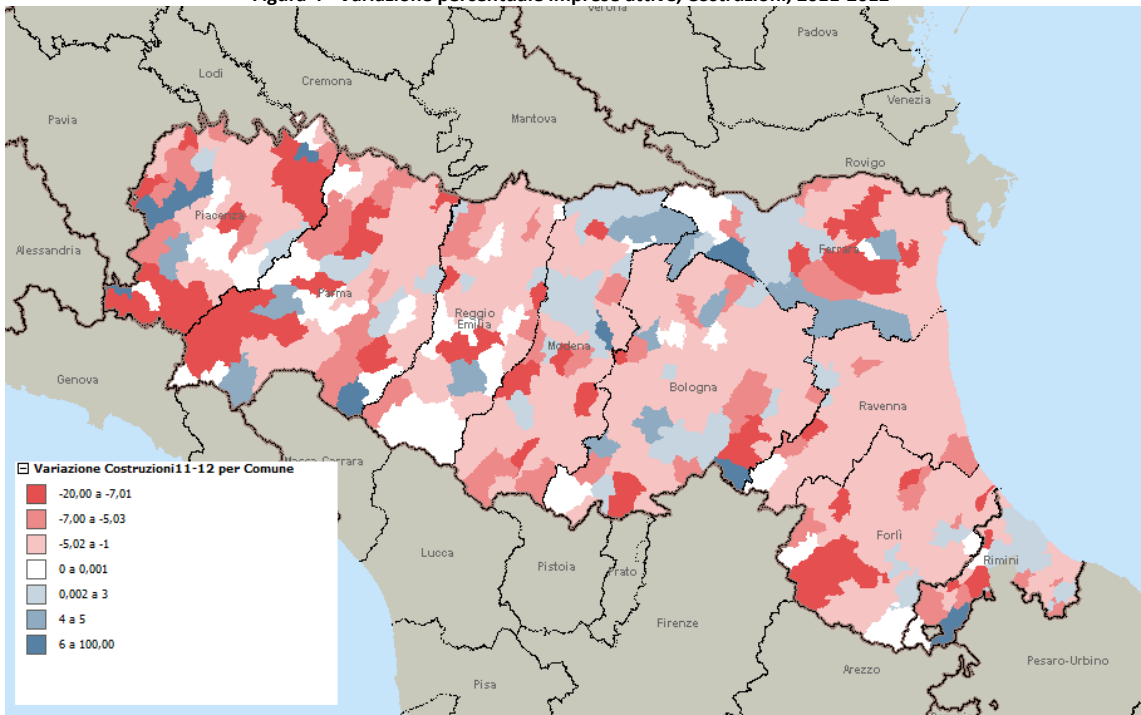 Verona
Padova
Lodi
Cremona
Venezia
Pavia
Mantova
Rovigo
Piacenza
Alessandria
Ferrara
Parma
Reggio
Emilia
Modena
Genova
Bologna
Ravenna
Massa-Carrara
Forlì
Rimini
Lucca
Pistoia
Prato
Firenze
Arezzo
Pesaro-Urbino
Pisa
Variazione Costruzioni11-12 per Comune
-20,00 a -7,01
-7,00 a -5,03
-5,02 a -1
0 a 0,001
0,002 a 3
4 a 5
6 a 100,00